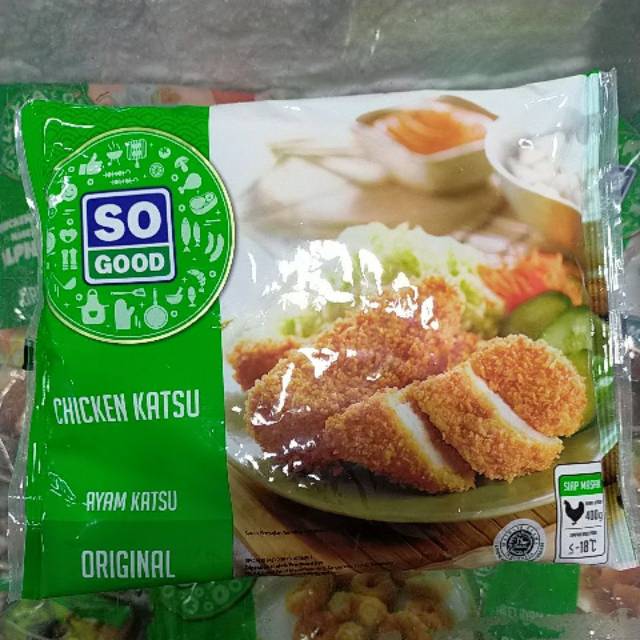 SO
GOOD
CHICKEN KATSU
AYAM KATSU
ORIGINAL
SIAP MASAK
400g
≤ -18°C